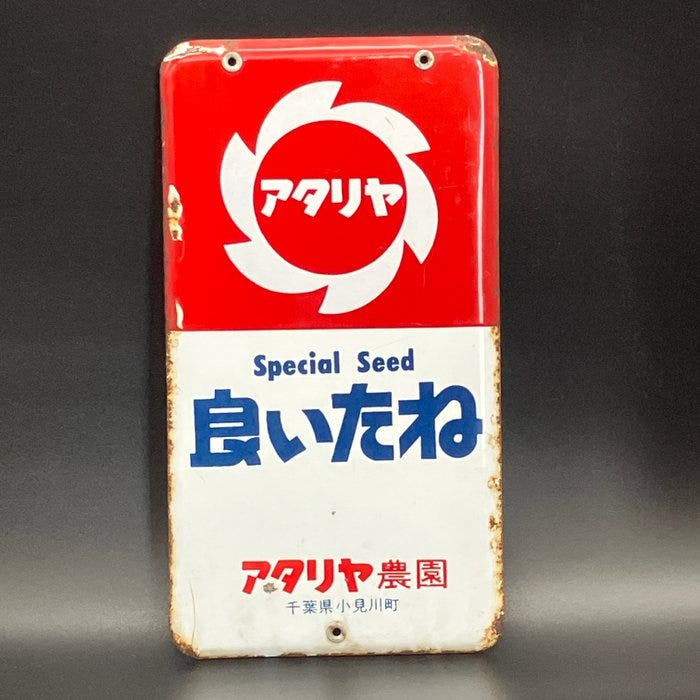 アタリヤ
Special Seed
良いたね
アタリヤ農園
千葉県小見川町